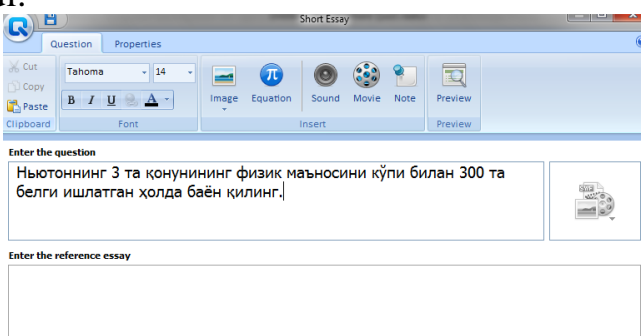 Short Essay
Question Properties
Cut
Copy
Paste
Tahoma 14
B I U A
Image Equation Sound Movie Note Preview
Clipboard Font Insert Preview
Enter the question
Ньютоннинг 3 та қонунининг физик маъносини кўпи билан 300 та
белги ишлатган ҳолда баён қилинг.
Enter the reference essay